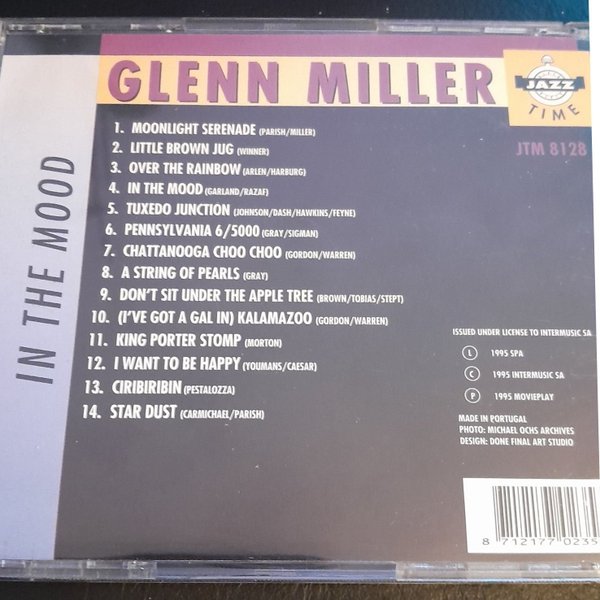 GLENN MILLER
JAZZ
TIME
JTM 8128
IN THE MOOD
1. MOONLIGHT SERENADE (PARISH/MILLER)
2. LITTLE BROWN JUG (WINNER)
3. OVER THE RAINBOW (ARLEN/HARBURG)
4. IN THE MOOD (GARLAND/RAZAF)
5. TUXEDO JUNCTION (JOHNSON/DASH/HAWKINS/FEYNE)
6. PENNSYLVANIA 6/5000 (GRAY/SIGMAN)
7. CHATTANOOGA CHOO CHOO (GORDON/WARREN)
8. A STRING OF PEARLS (GRAY)
9. DON'T SIT UNDER THE APPLE TREE (BROWN/TOBIAS/STEPT)
10. (I'VE GOT A GAL IN) KALAMAZOO (GORDON/WARREN)
11. KING PORTER STOMP (MORTON)
12. I WANT TO BE HAPPY (YOUMANS/CAESAR)
13. CIRIBIRIBIN (PESTALOZZA)
14. STAR DUST (CARMICHAEL/PARISH)
ISSUED UNDER LICENSE TO INTERMUSIC SA
L 1995 SPA
C 1995 INTERMUSIC SA
P 1995 MOVIEPLAY
MADE IN PORTUGAL
PHOTO: MICHAEL OCHS ARCHIVES
DESIGN: DONE FINAL ART STUDIO
8 712177 0235